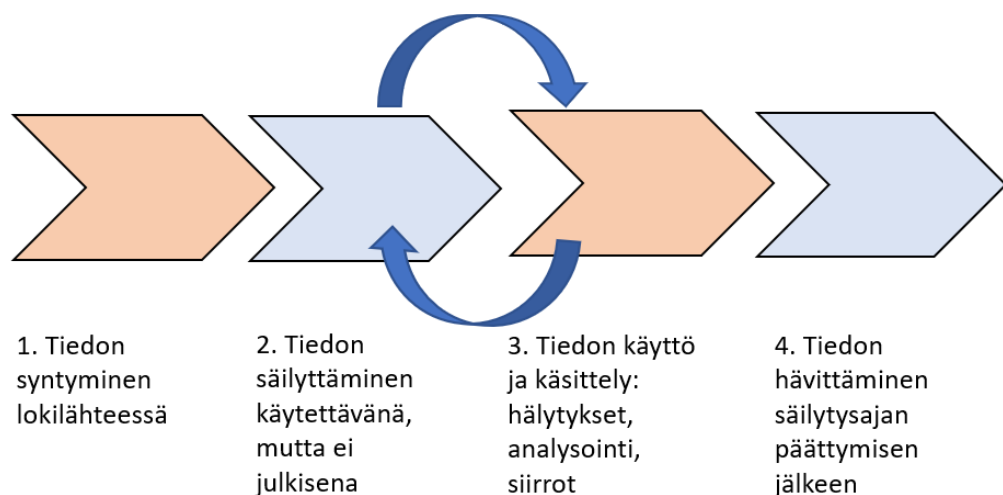 1. Tiedon
syntyminen
lokilähteessä
2. Tiedon
säilyttäminen
käytettävänä,
mutta ei
julkisena
3. Tiedon käyttö
ja käsittely:
hälytykset,
analysointi,
siirrot
4. Tiedon
hävittäminen
säilytysajan
päättymisen
jälkeen